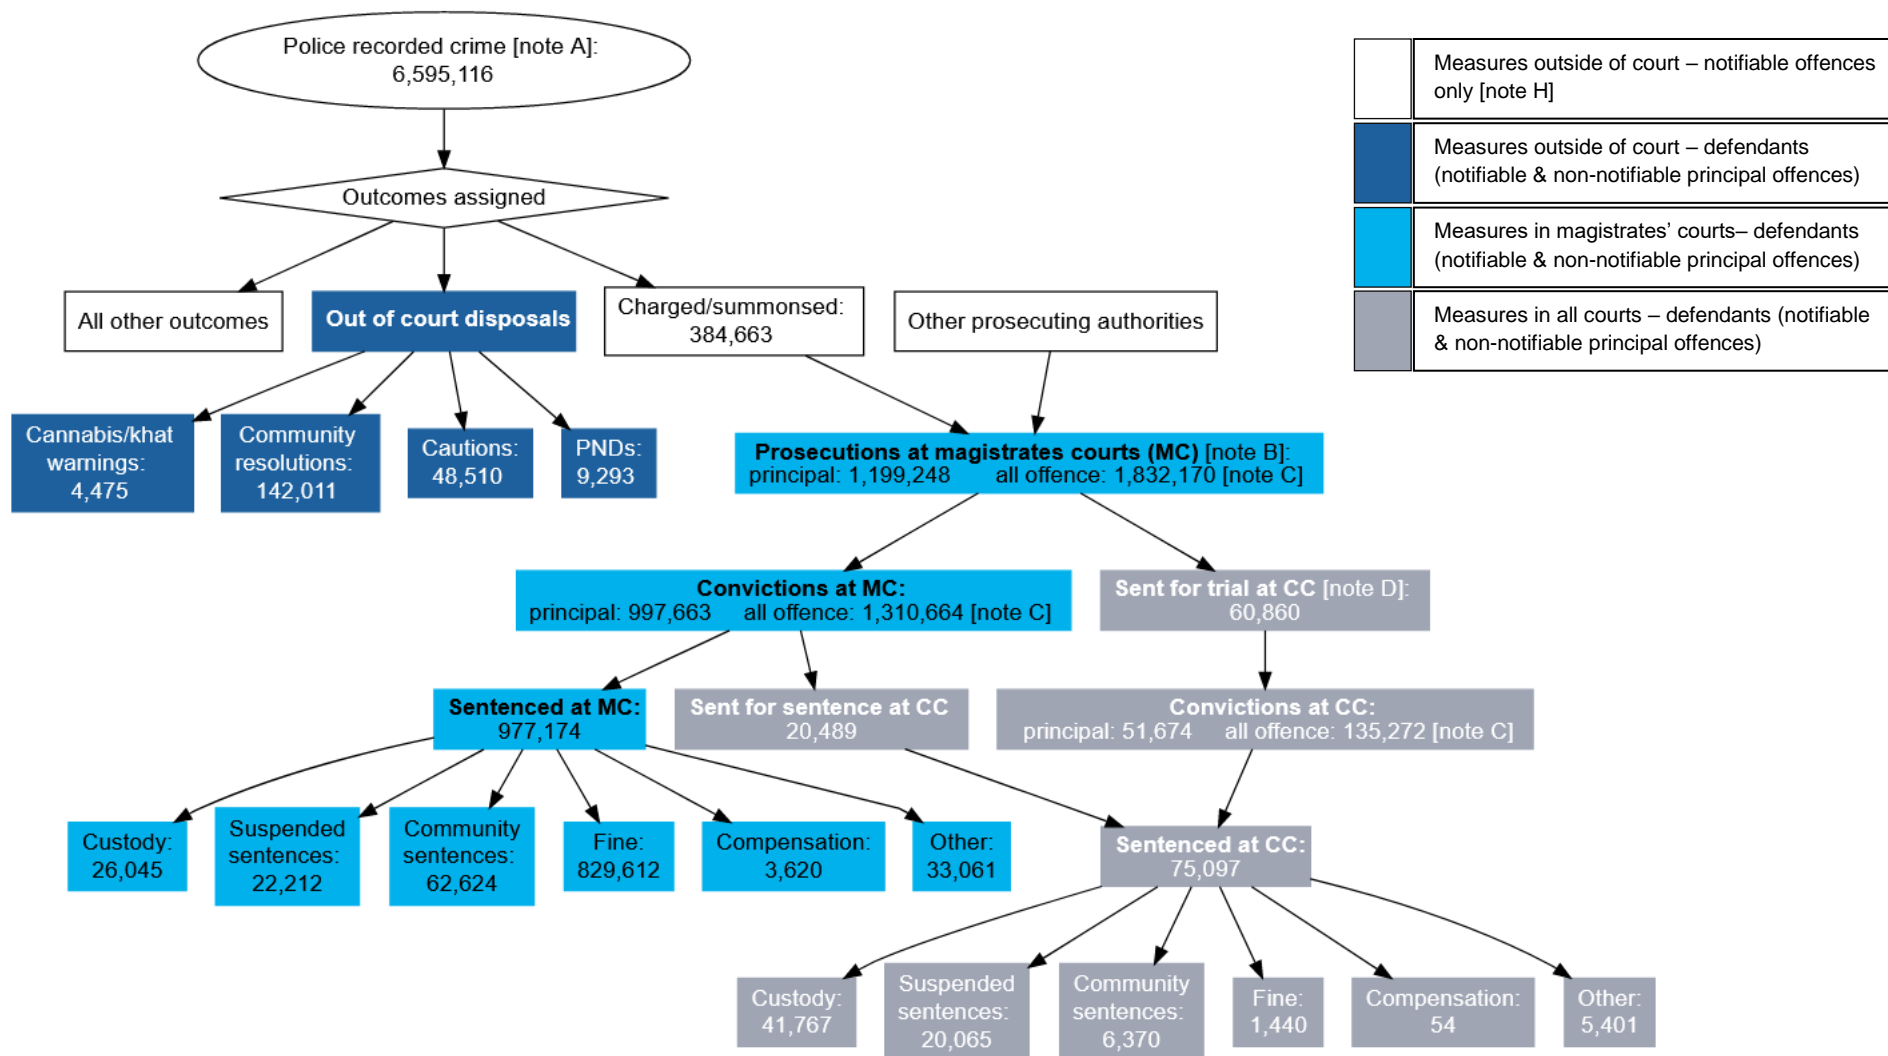 Police recorded crime [note A]:
6,595,116
Measures outside of court – notifiable offences
only [note H]
Measures outside of court – defendants
(notifiable & non-notifiable principal offences)
Measures in magistrates’ courts– defendants
(notifiable & non-notifiable principal offences)
Measures in all courts – defendants (notifiable
& non-notifiable principal offences)
Outcomes assigned
All other outcomes
Out of court disposals
Charged/summonsed:
384,663
Other prosecuting authorities
Cannabis/khat
warnings:
4,475
Community
resolutions:
142,011
Cautions:
48,510
PNDs:
9,293
Prosecutions at magistrates courts (MC) [note B]:
principal: 1,199,248 all offence: 1,832,170 [note C]
Convictions at MC:
principal: 997,663 all offence: 1,310,664 [note C]
Sent for trial at CC [note D]:
60,860
Sentenced at MC:
977,174
Sent for sentence at CC
20,489
Convictions at CC:
principal: 51,674 all offence: 135,272 [note C]
Custody:
26,045
Suspended
sentences:
22,212
Community
sentences:
62,624
Fine:
829,612
Compensation:
3,620
Other:
33,061
Sentenced at CC:
75,097
Custody:
41,767
Suspended
sentences:
20,065
Community
sentences:
6,370
Fine:
1,440
Compensation:
54
Other:
5,401